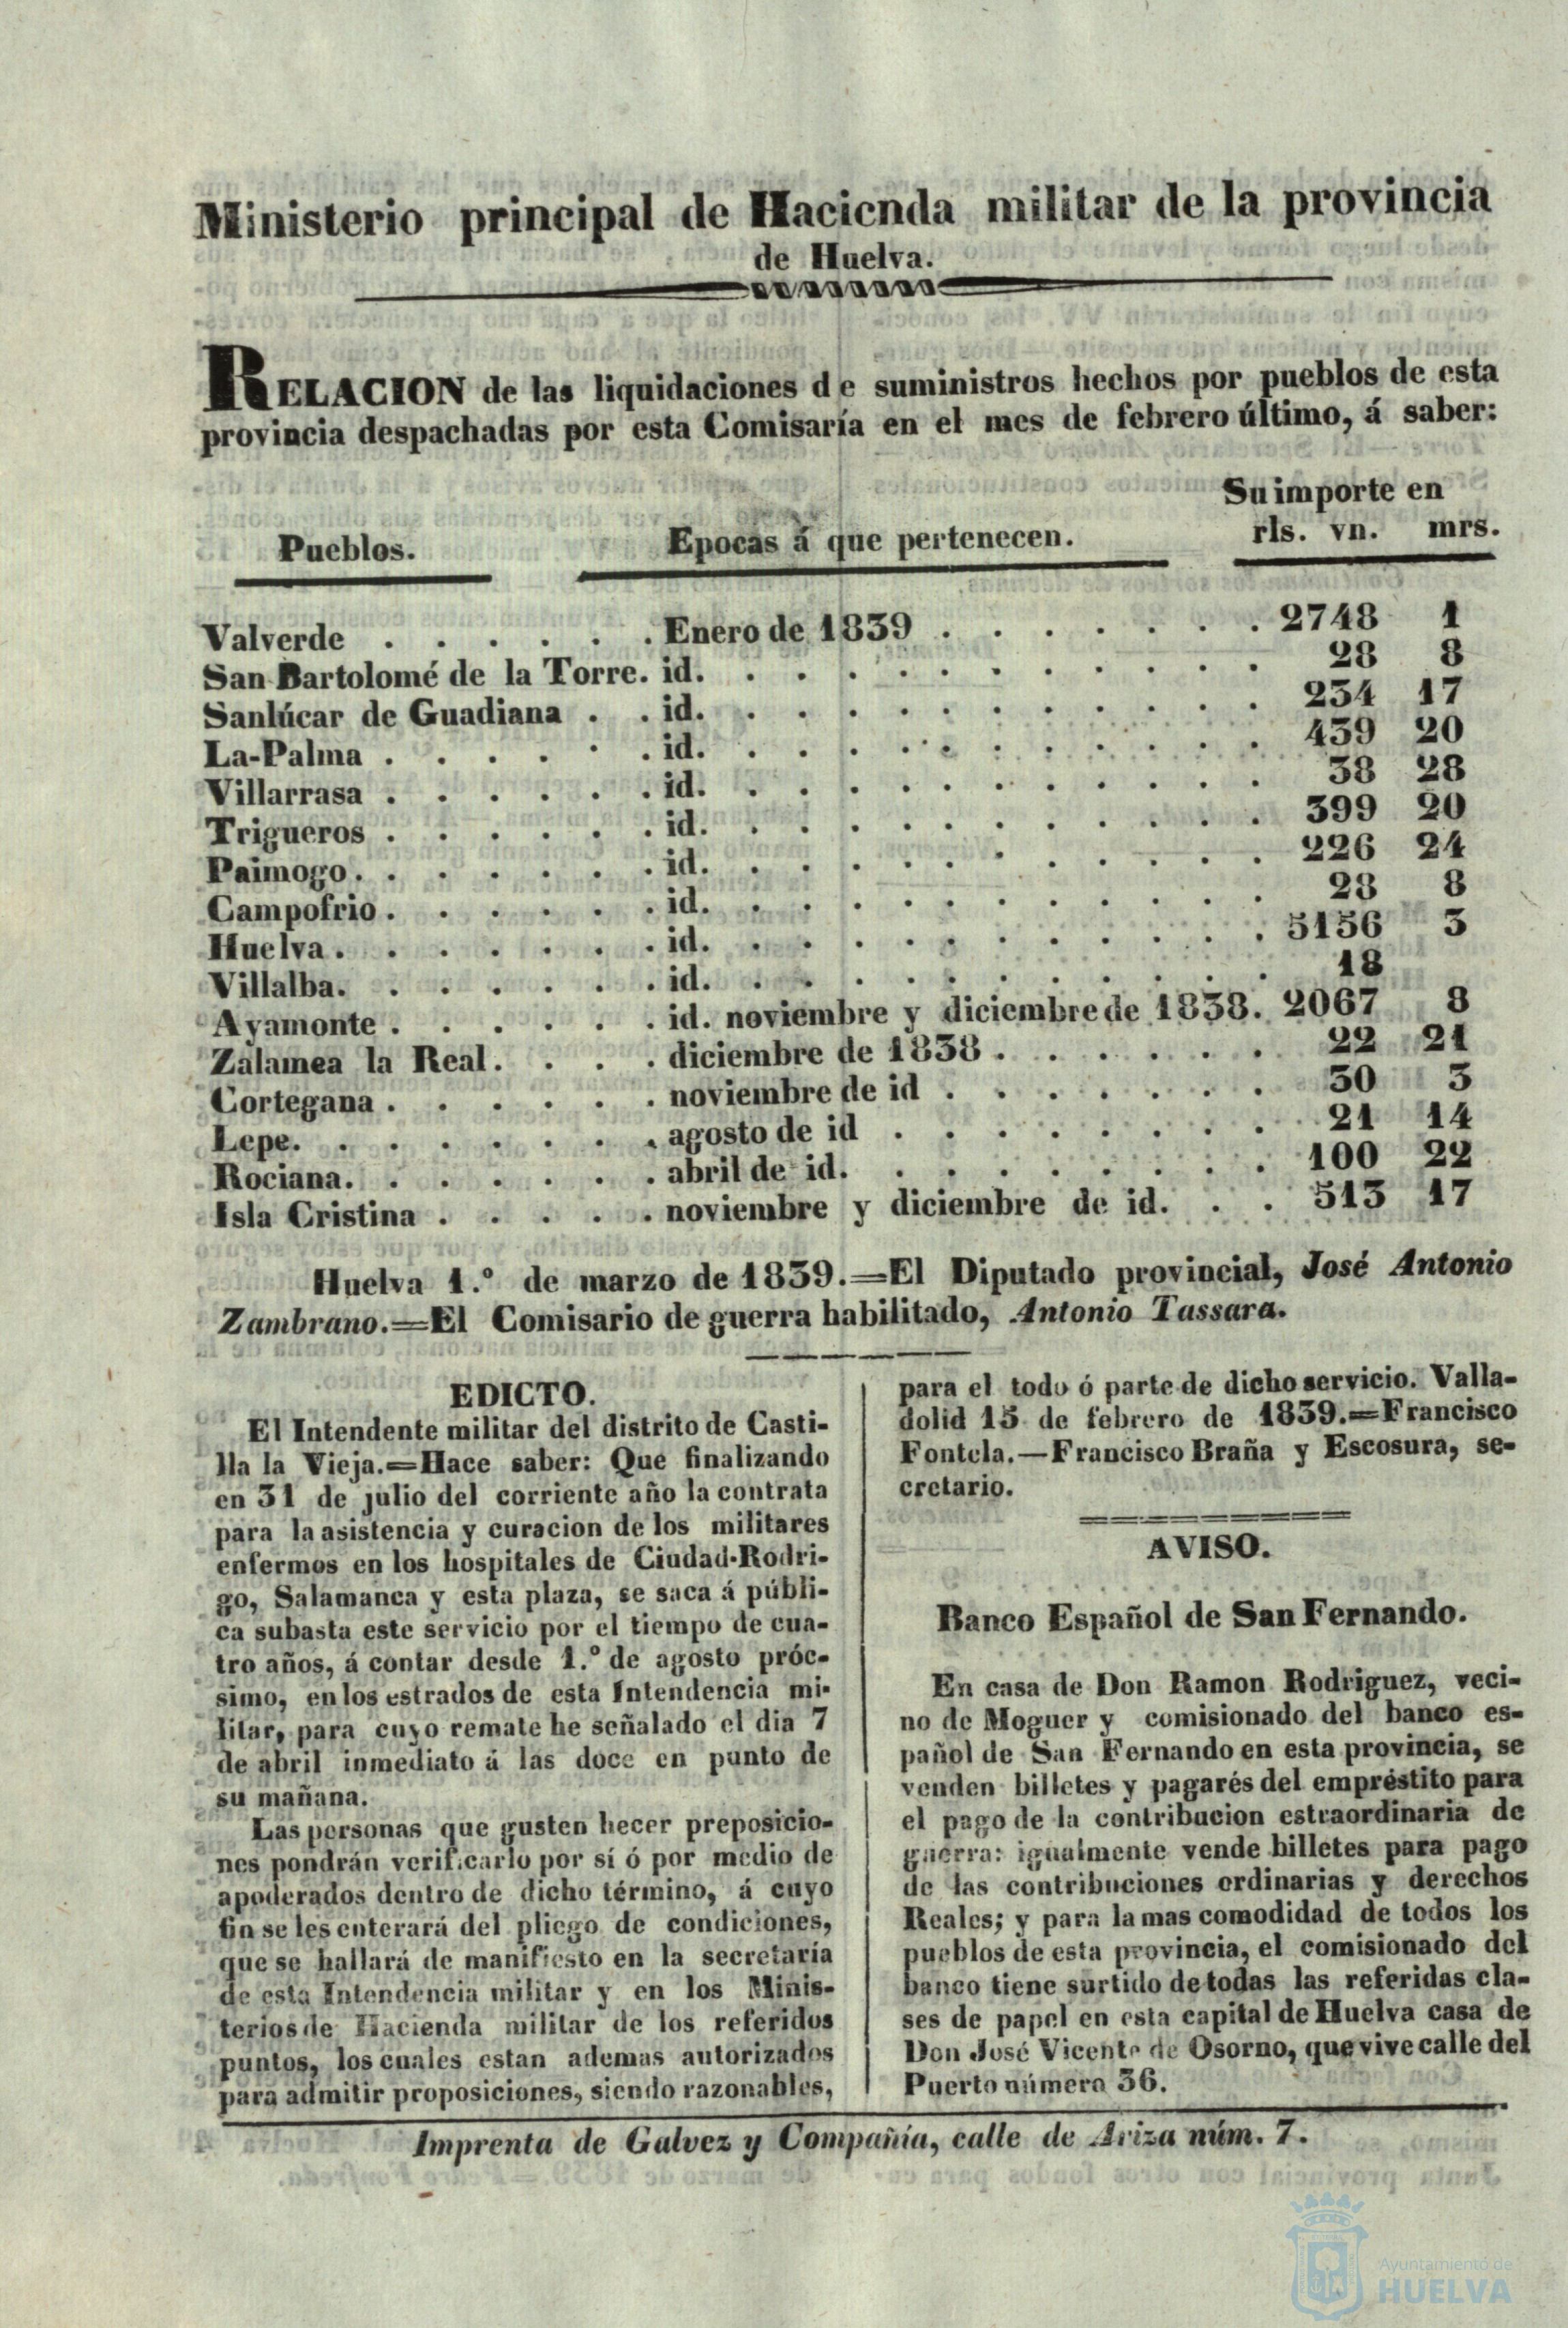 Ministerio principal de Hacienda militar de la provincia
de Huelva.
RELACION de las liquidaciones de suministros hechos por pueblos de esta
provincia despachadas por esta Comisaría en el mes de febrero último, á saber:
Su importe en
Pueblos. Epocas á que pertenecen. rls. vn. mrs.
Valverde . . . . . . Enero de 1839 . . . . . . . 2748 1
San Bartolomé de la Torre. id. . . . . . . . . . . . 28 8
Sanlúcar de Guadiana . . id. . . . . . . . . . . . 234 17
La-Palma . . . . . . id. . . . . . . . . . . . 439 20
Villarrasa . . . . . . id. . . . . . . . . . . . 38 28
Trigueros . . . . . . id. . . . . . . . . . . . 399 20
Paimogo. . . . . . . id. . . . . . . . . . . . 226 24
Campofrio . . . . . . id. . . . . . . . . . . . 28 8
Huelva . . . . . . . id. . . . . . . . . . . . 5156 3
Villalba. . . . . . . id. . . . . . . . . . . . 18
Ayamonte . . . . . . id. noviembre y diciembre de 1838. 2067 8
Zalamea la Real. . . . diciembre de 1838 . . . . . . 22 21
Cortegana . . . . . . noviembre de id . . . . . . . 30 3
Lepe. . . . . . . . agosto de id . . . . . . . . 21 14
Rociana. . . . . . . abril de id. . . . . . . . . 100 22
Isla Cristina . . . . . noviembre y diciembre de id. . . 513 17
Huelva 1.º de marzo de 1839.=El Diputado provincial, José Antonio
Zambrano.=El Comisario de guerra habilitado, Antonio Tassara.
EDICTO.
El Intendente militar del distrito de Casti-
lla la Vieja.=Hace saber: Que finalizando
en 31 de julio del corriente año la contrata
para la asistencia y curacion de los militares
enfermos en los hospitales de Ciudad-Rodri-
go, Salamanca y esta plaza, se saca á públi-
ca subasta este servicio por el tiempo de cua-
tro años, á contar desde 1.º de agosto próc-
simo, en los estrados de esta Intendencia mi-
litar, para cuyo remate he señalado el dia 7
de abril inmediato á las doce en punto de
su mañana.
Las personas que gusten hecer preposicio-
nes pondrán verificarlo por sí ó por medio de
apoderados dentro de dicho término, á cuyo
fin se les enterará del pliego de condiciones,
que se hallará de manifiesto en la secretaría
de esta Intendencia militar y en los Minis-
terios de Hacienda militar de los referidos
puntos, los cuales estan ademas autorizados
para admitir proposiciones, siendo razonables,
para el todo ó parte de dicho servicio. Valla-
dolid 15 de febrero de 1839.=Francisco
Fontela.—Francisco Braña y Escosura, se-
cretario.
AVISO.
Banco Español de San Fernando.
En casa de Don Ramon Rodriguez, veci-
no de Moguer y comisionado del banco es-
pañol de San Fernando en esta provincia, se
venden billetes y pagarés del empréstito para
el pago de la contribucion estraordinaria de
guerra: igualmente vende billetes para pago
de las contribuciones ordinarias y derechos
Reales; y para la mas comodidad de todos los
pueblos de esta provincia, el comisionado del
banco tiene surtido de todas las referidas cla-
ses de papel en esta capital de Huelva casa de
Don José Vicente de Osorno, que vive calle del
Puerto número 36.
Imprenta de Galvez y Compañía, calle de Ariza núm. 7.
Ayuntamiento de
HUELVA